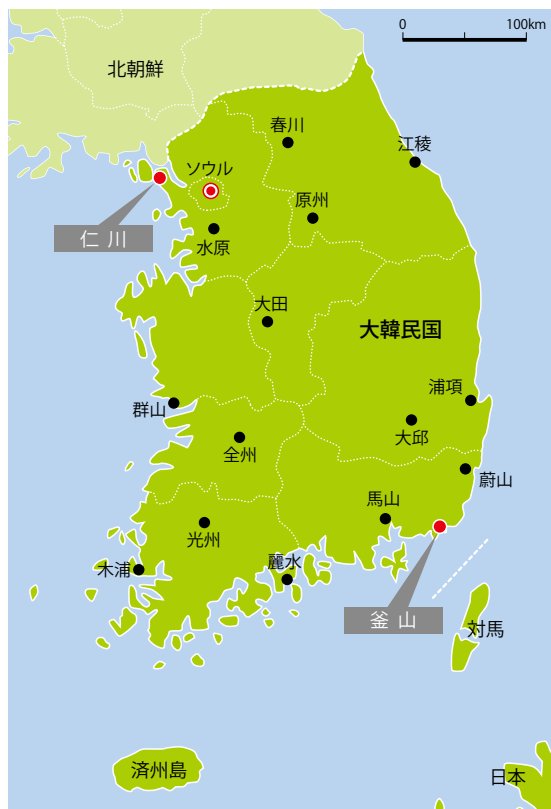 0 100km
北朝鮮
春川
江稜
ソウル
原州
仁川
水原
大田
大韓民国
浦項
群山
大邱
全州
蔚山
馬山
光州
麗水
木浦
釜山
対馬
済州島
日本